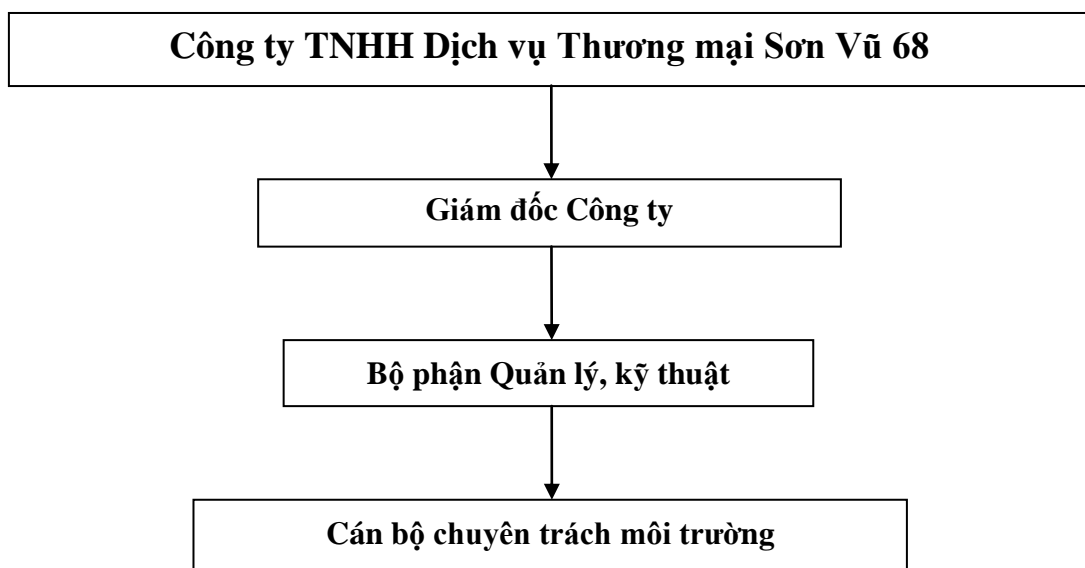 Công ty TNHH Dịch vụ Thương mại Sơn Vũ 68
Giám đốc Công ty
Bộ phận Quản lý, kỹ thuật
Cán bộ chuyên trách môi trường